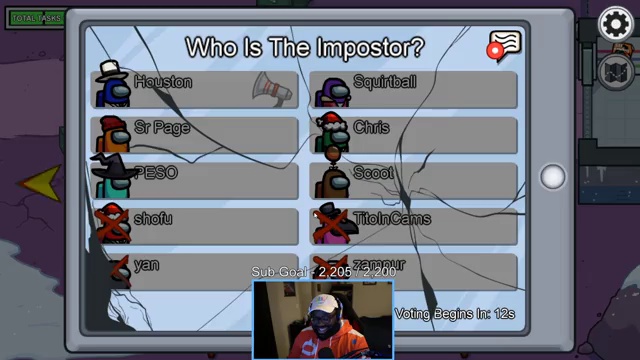 TOTAL TASKS
Who Is The Impostor?
Houston
Squirtball
Sr Page
Chris
PESO
Scoot
shofu
TitoInCams
yan
zampur
Sub-Goal - 2,205 / 2,200
Voting Begins In: 12s